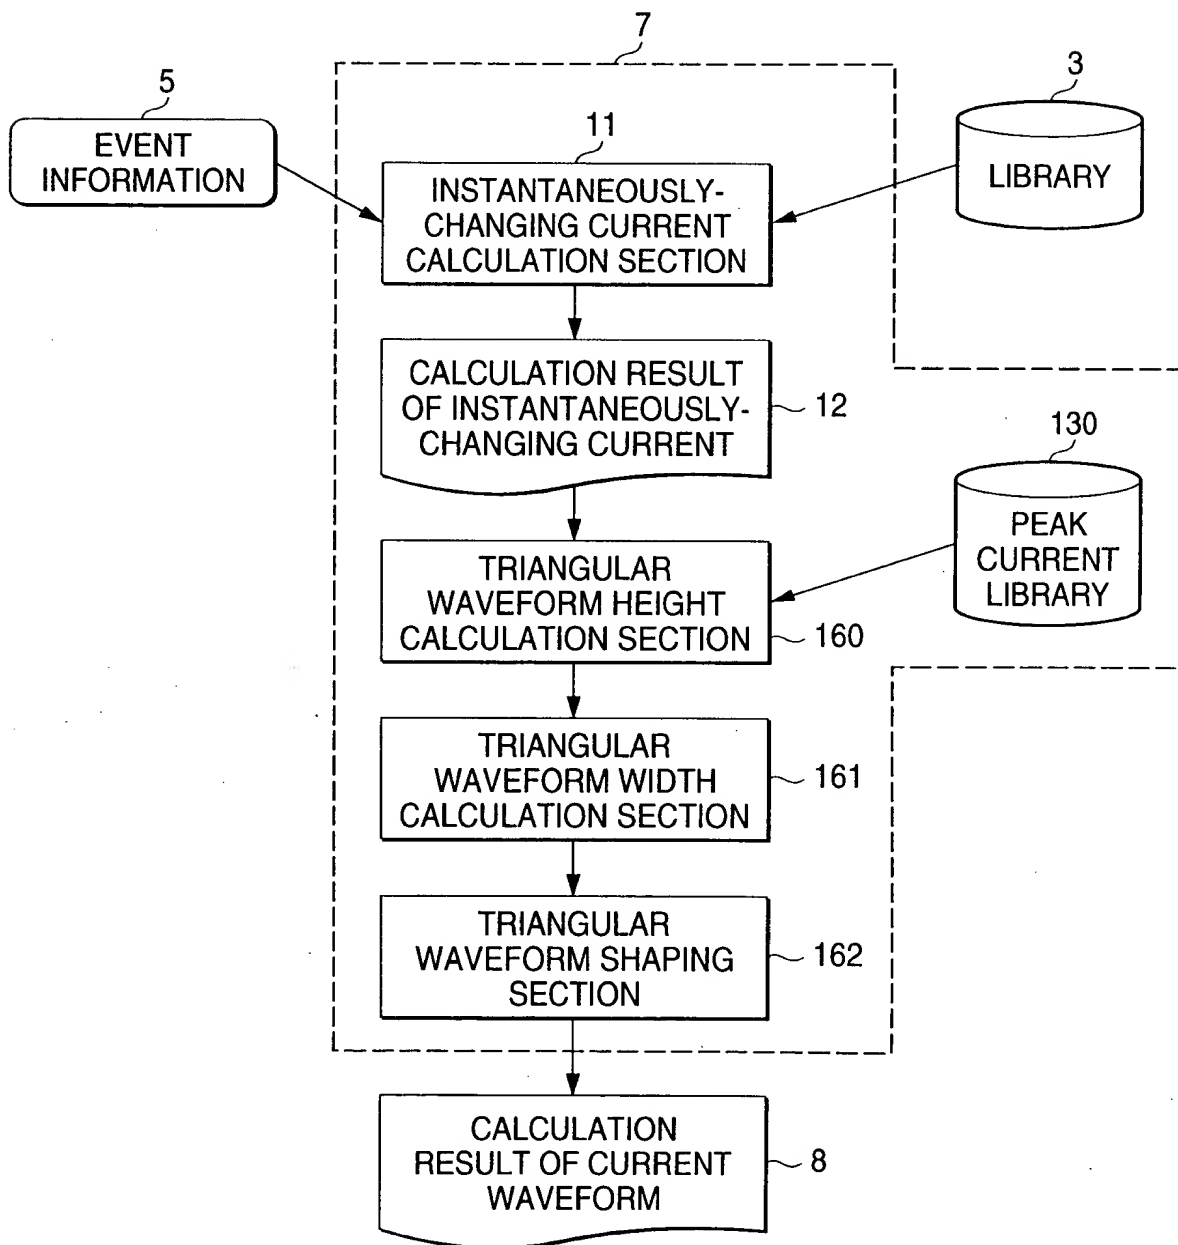 7
5
3
EVENT
INFORMATION
11
LIBRARY
INSTANTANEOUSLY-
CHANGING CURRENT
CALCULATION SECTION
CALCULATION RESULT
OF INSTANTANEOUSLY-
CHANGING CURRENT
12
130
PEAK
CURRENT
LIBRARY
TRIANGULAR
WAVEFORM HEIGHT
CALCULATION SECTION
160
TRIANGULAR
WAVEFORM WIDTH
CALCULATION SECTION
161
TRIANGULAR
WAVEFORM SHAPING
SECTION
162
CALCULATION
RESULT OF CURRENT
WAVEFORM
8